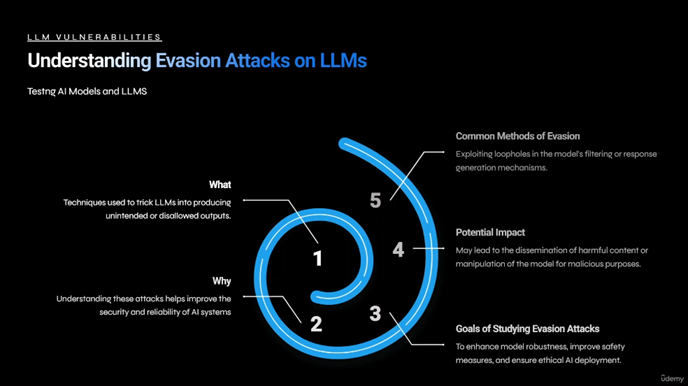 LLM VULNERABILITIES
Understanding Evasion Attacks on LLMs
Testng AI Models and LLMS
What
Techniques used to trick LLMs into producing
unintended or disallowed outputs.
1
Why
Understanding these attacks helps improve the
security and reliability of AI systems
2
3
Goals of Studying Evasion Attacks
To enhance model robustness, improve safety
measures, and ensure ethical AI deployment.
4
Potential Impact
May lead to the dissemination of harmful content or
manipulation of the model's for malicious purposes.
5
Common Methods of Evasion
Exploiting loopholes in the model's filtering or response
generation mechanisms.
ûdemy